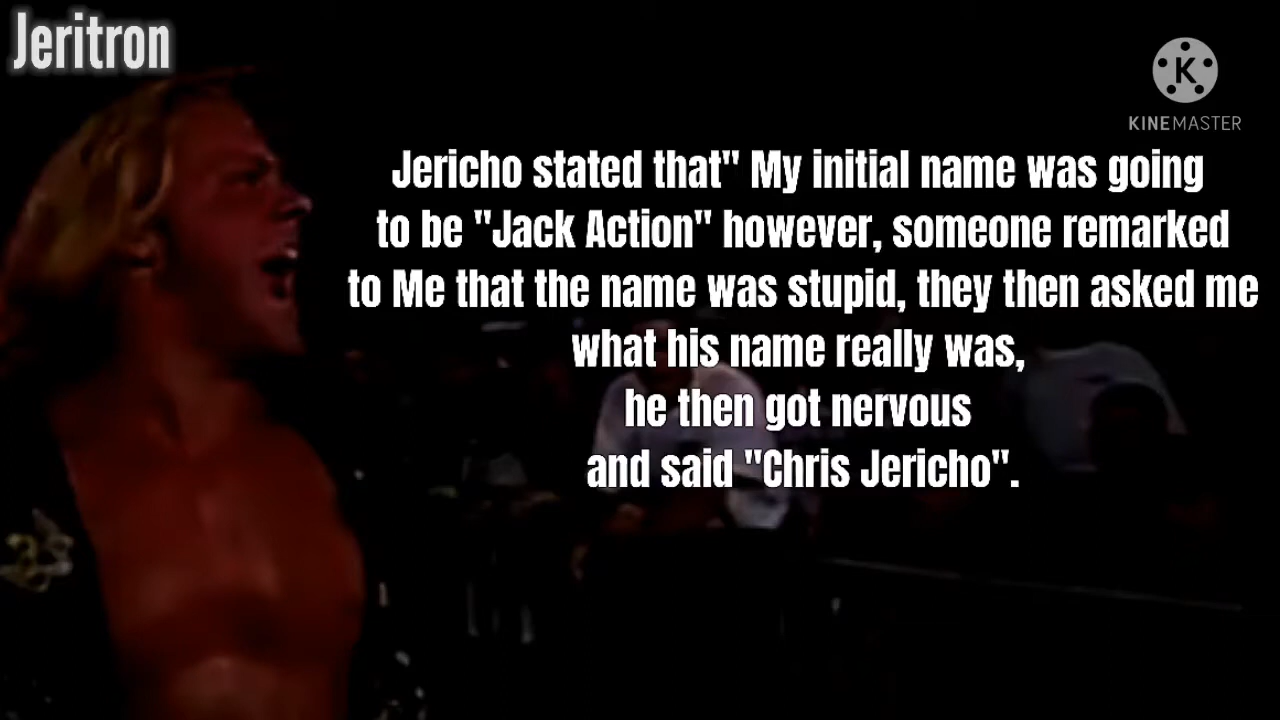 Jeritron
K
KINEMASTER
Jericho stated that" My initial name was going
to be "Jack Action" however, someone remarked
to Me that the name was stupid, they then asked me
what his name really was,
he then got nervous
and said "Chris Jericho".